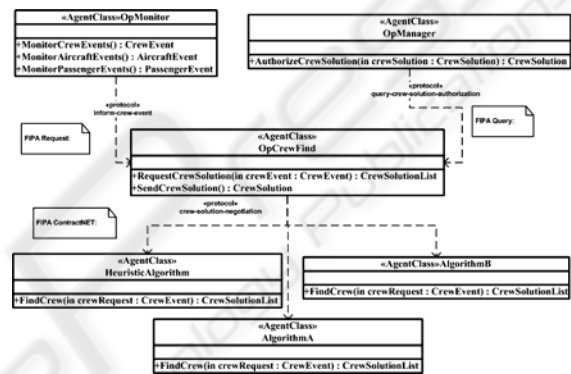 «AgentClass»OpMonitor
+MonitorCrewEvents() : CrewEvent
+MonitorAircraftEvents() : AircraftEvent
+MonitorPassengerEvents() : PassengerEvent
«AgentClass»
OpManager
+AuthorizeCrewSolution(in crewSolution : CrewSolution) : CrewSolution
«protocol»
inform-crew-event
«protocol»
query-crew-solution-authorization
FIPA Request:
FIPA Query:
«AgentClass»
OpCrewFind
+RequestCrewSolution(in crewEvent : CrewEvent) : CrewSolutionList
+SendCrewSolution() : CrewSolution
FIPA ContractNET:
«protocol»
crew-solution-negotiation
«AgentClass»
HeuristicAlgorithm
+FindCrew(in crewRequest : CrewEvent) : CrewSolutionList
«AgentClass»AlgorithmB
+FindCrew(in crewRequest : CrewEvent) : CrewSolutionList
«AgentClass»
AlgorithmA
+FindCrew(in crewRequest : CrewEvent) : CrewSolutionList